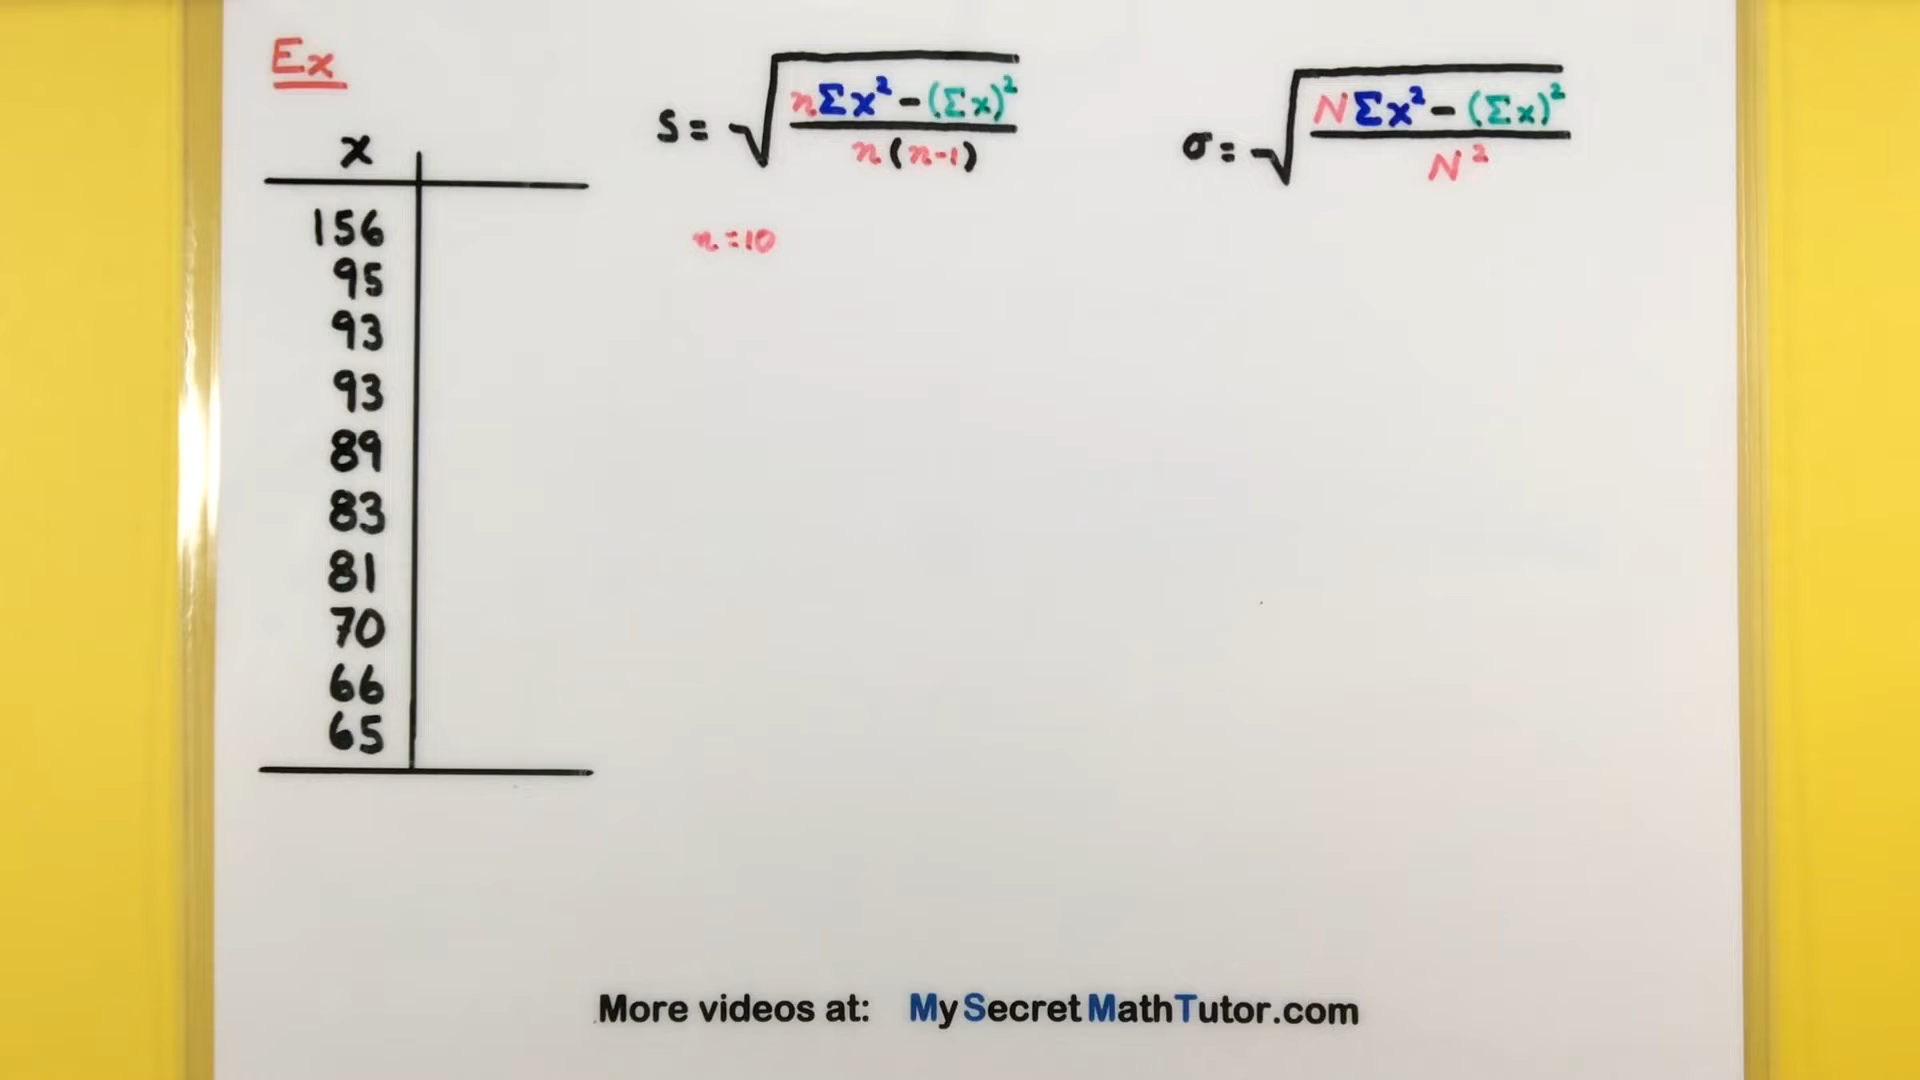 Ex
x
156
95
93
93
89
83
81
70
66
65
s = √ nΣx² - (Σx)² / n(n-1)
n = 10
σ = √ NΣx² - (Σx)² / N²
More videos at: MySecretMathTutor.com